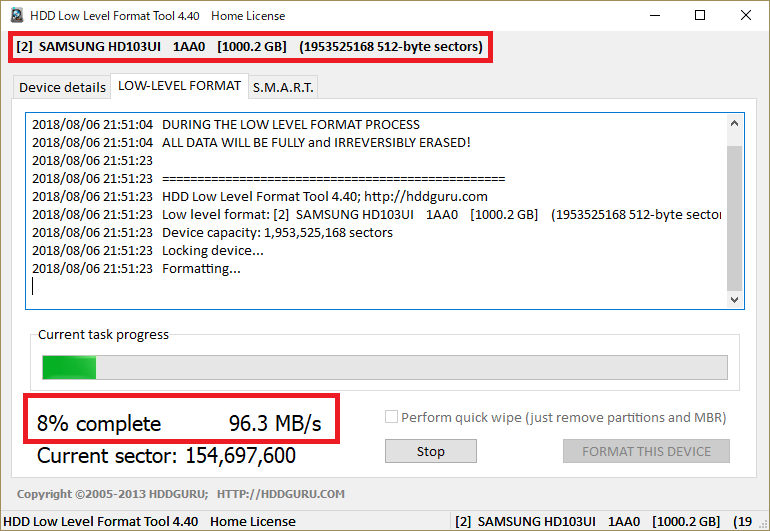 HDD Low Level Format Tool 4.40   Home License
[2]  SAMSUNG HD103UI   1AA0   [1000.2 GB]   (1953525168 512-byte sectors)
Device details   LOW-LEVEL FORMAT   S.M.A.R.T.
2018/08/06 21:51:04   DURING THE LOW LEVEL FORMAT PROCESS
2018/08/06 21:51:04   ALL DATA WILL BE FULLY and IRREVERSIBLY ERASED!
2018/08/06 21:51:23
2018/08/06 21:51:23   =================================================
2018/08/06 21:51:23   HDD Low Level Format Tool 4.40; http://hddguru.com
2018/08/06 21:51:23   Low level format: [2]  SAMSUNG HD103UI   1AA0   [1000.2 GB]   (1953525168 512-byte sector
2018/08/06 21:51:23   Device capacity: 1,953,525,168 sectors
2018/08/06 21:51:23   Locking device...
2018/08/06 21:51:23   Formatting...
Current task progress
8% complete   96.3 MB/s
Perform quick wipe (just remove partitions and MBR)
Current sector: 154,697,600
Stop   FORMAT THIS DEVICE
Copyright ©2005-2013 HDDGURU;   HTTP://HDDGURU.COM
HDD Low Level Format Tool 4.40   Home License   [2]  SAMSUNG HD103UI   1AA0   [1000.2 GB]   (19